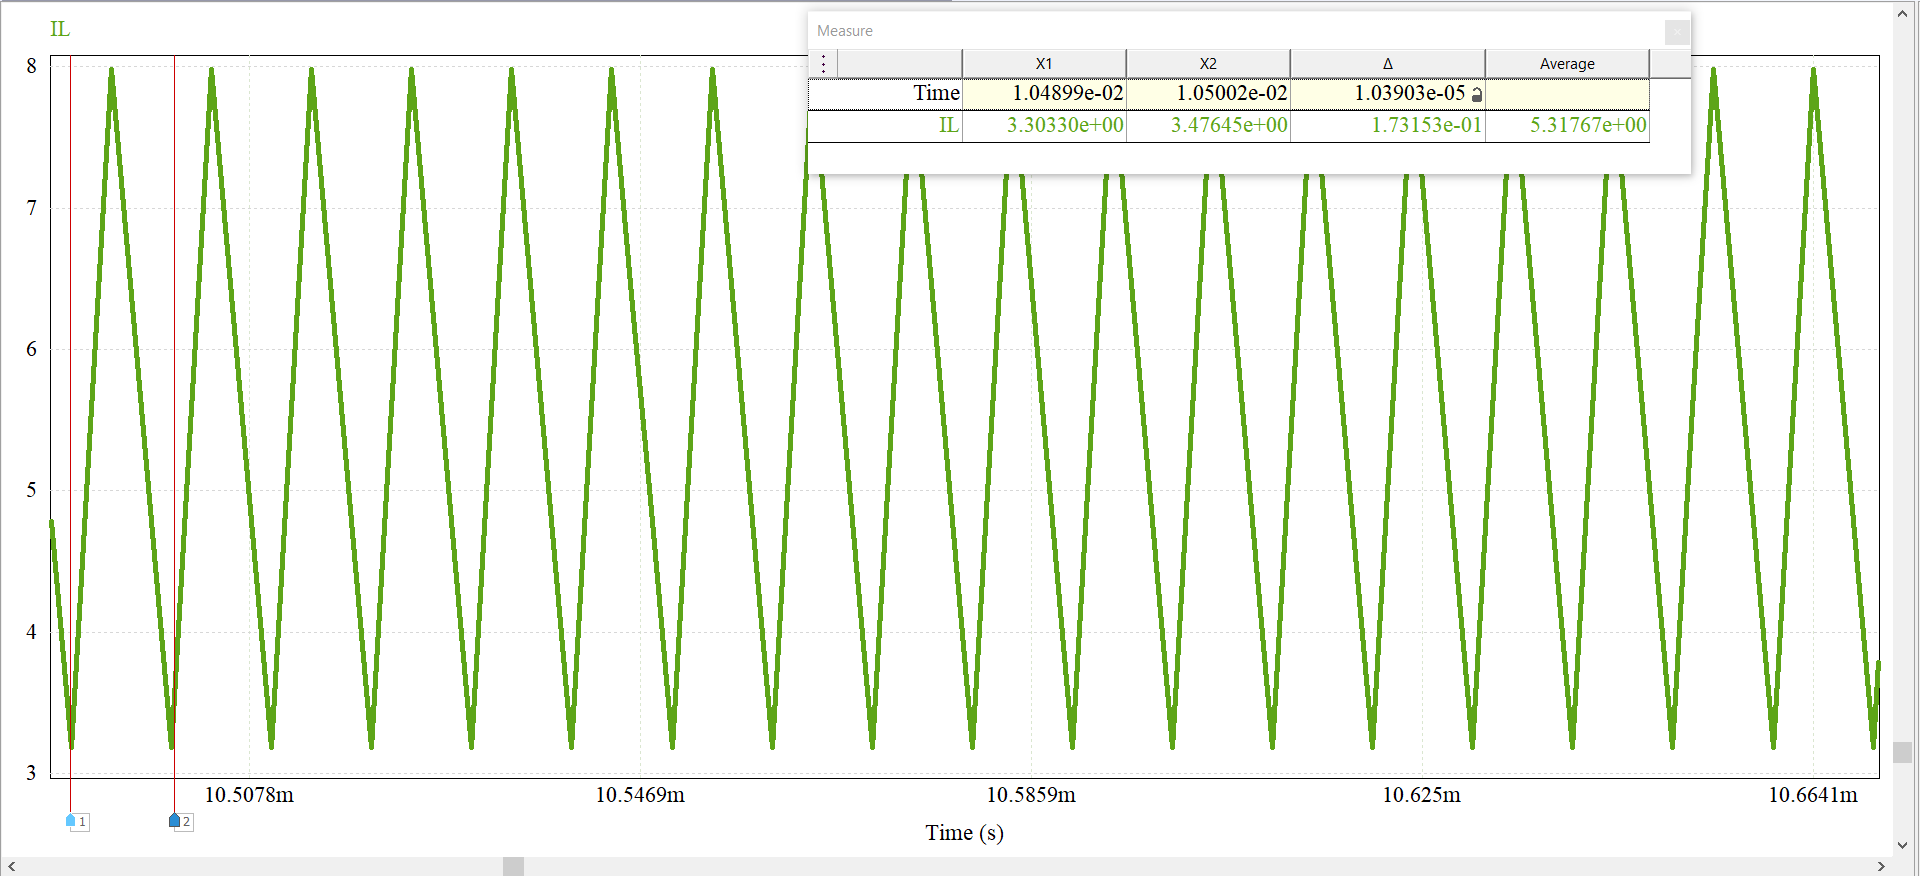 IL
Measure
X1 X2 Δ Average
Time 1.04899e-02 1.05002e-02 1.03903e-05
IL 3.30330e+00 3.47645e+00 1.73153e-01 5.31767e+00
8
7
6
5
4
3
10.5078m 10.5469m 10.5859m 10.625m 10.6641m
1 2
Time (s)